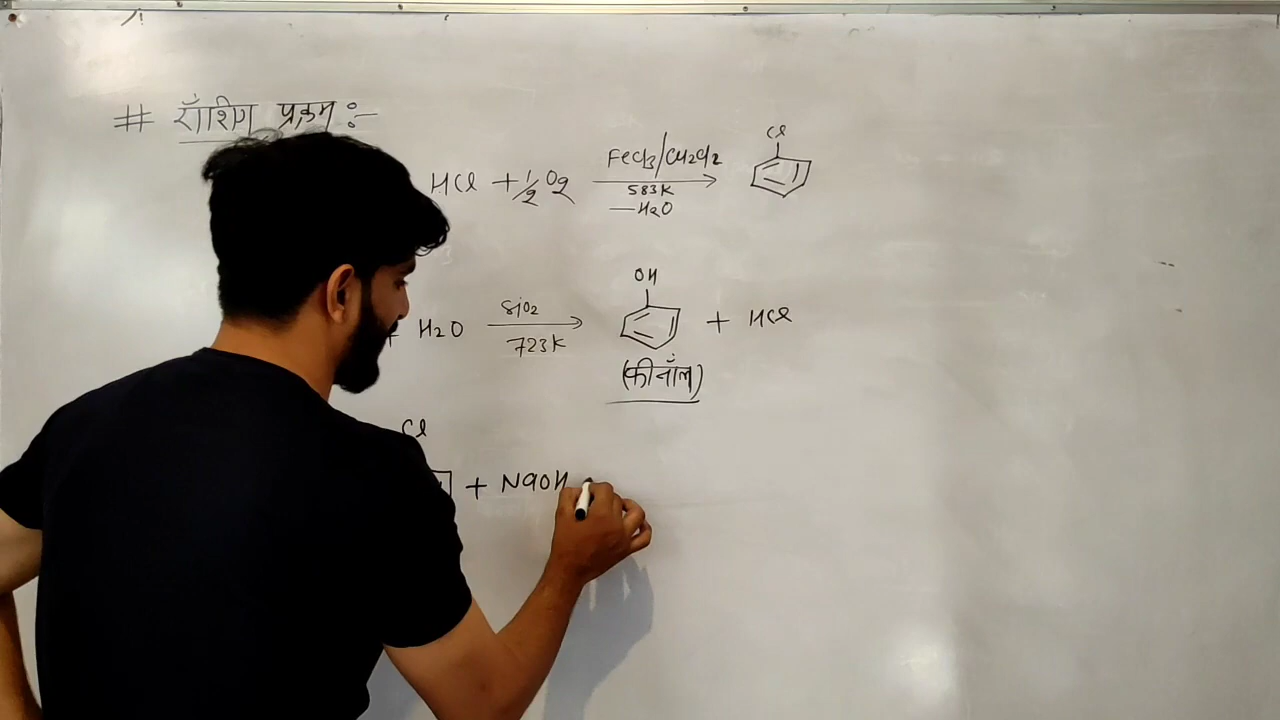 # राँशिग प्रक्रम :-
Cl
HCl + 1/2 O2 FeCl3/Cu2Cl2
583K
—H2O
OH
+ H2O SiO2 + HCl
723K
(फीनाँल)
Cl
+ NaOH